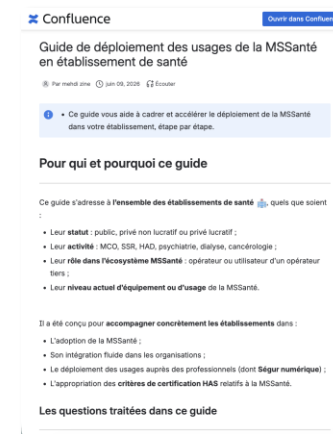 Confluence
Ouvrir dans Confluen
Guide de déploiement des usages de la MSSanté
en établissement de santé
Par mehdi zine juin 09, 2026 Écouter
• Ce guide vous aide à cadrer et accélérer le déploiement de la MSSanté
dans votre établissement, étape par étape.
Pour qui et pourquoi ce guide
Ce guide s'adresse à l'ensemble des établissements de santé , quels que soient
:
• Leur statut : public, privé non lucratif ou privé lucratif ;
• Leur activité : MCO, SSR, HAD, psychiatrie, dialyse, cancérologie ;
• Leur rôle dans l'écosystème MSSanté : opérateur ou utilisateur d'un opérateur
tiers ;
• Leur niveau actuel d'équipement ou d'usage de la MSSanté.
Il a été conçu pour accompagner concrètement les établissements dans :
• L'adoption de la MSSanté ;
• Son intégration fluide dans les organisations ;
• Le déploiement des usages auprès des professionnels (dont Ségur numérique) ;
• L'appropriation des critères de certification HAS relatifs à la MSSanté.
Les questions traitées dans ce guide